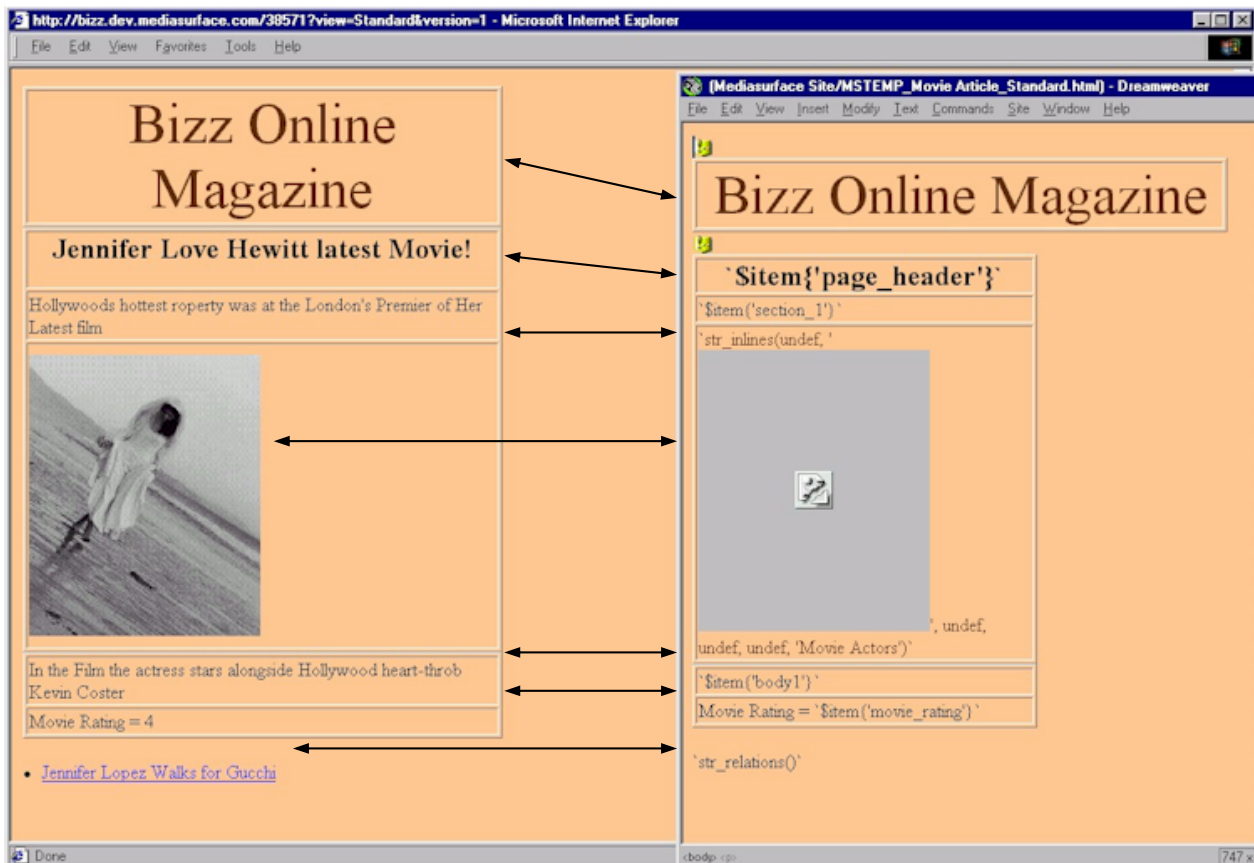 http://bizz.dev.mediasurface.com/38571?view=Standard&version=1 - Microsoft Internet Explorer
File Edit View Favorites Tools Help
Bizz Online
Magazine
Jennifer Love Hewitt latest Movie!
Hollywoods hottest roperty was at the London's Premier of Her
Latest film
In the Film the actress stars alongside Hollywood heart-throb
Kevin Coster
Movie Rating = 4
Jennifer Lopez Walks for Gucchi
Done
(Mediasurface Site/MSTEMP_Movie Article_Standard.html) - Dreamweaver
File Edit View Insert Modify Text Commands Site Window Help
Bizz Online Magazine
`$item{'page_header'}`
`$item{'section_1'}`
`str_inlines(undef, '
', undef,
undef, undef, 'Movie Actors')`
`$item{'body1'}`
Movie Rating = `$item{'movie_rating'}`
`str_relations()`
<body> <p>
747 x